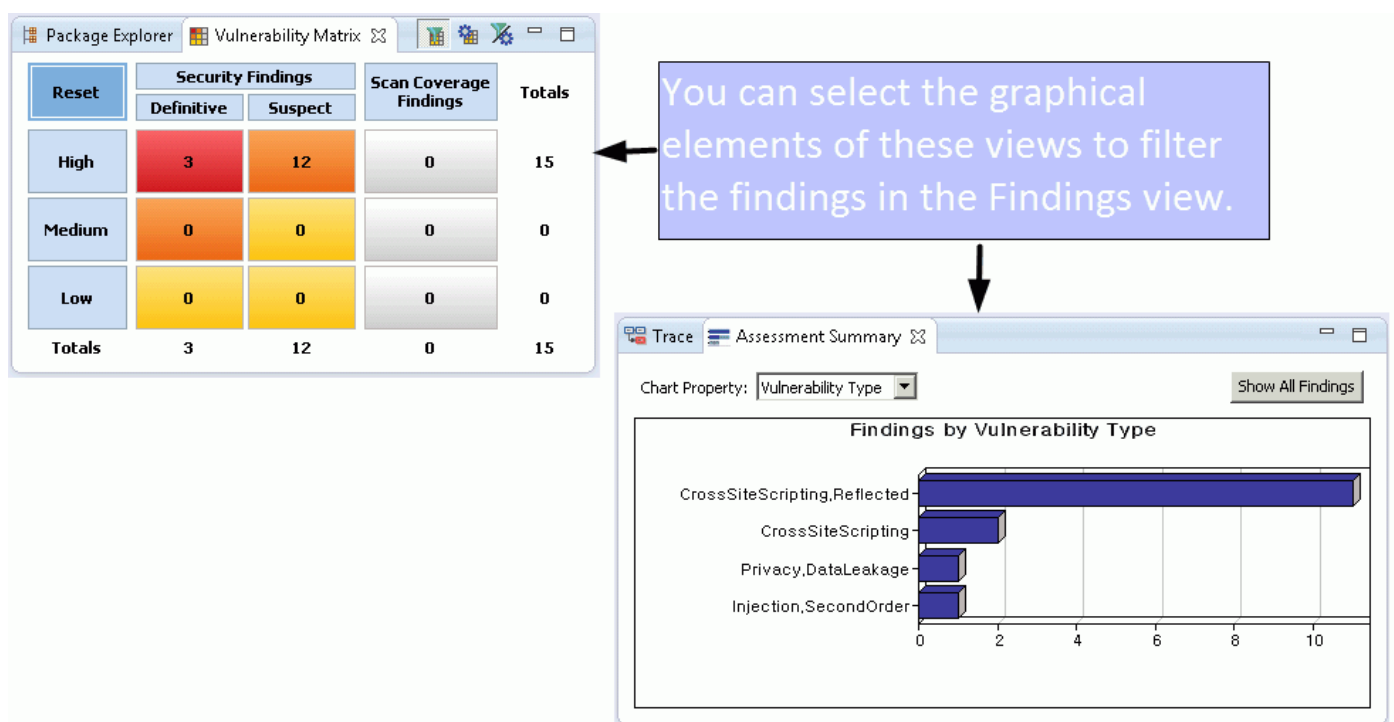 Package Explorer
Vulnerability Matrix
Reset
Security Findings
Scan Coverage
Findings
Totals
Definitive
Suspect
High
3
12
0
15
Medium
0
0
0
0
Low
0
0
0
0
Totals
3
12
0
15
You can select the graphical
elements of these views to filter
the findings in the Findings view.
Trace
Assessment Summary
Chart Property:
Vulnerability Type
Show All Findings
Findings by Vulnerability Type
CrossSiteScripting,Reflected
CrossSiteScripting
Privacy,DataLeakage
Injection,SecondOrder
0 2 4 6 8 10